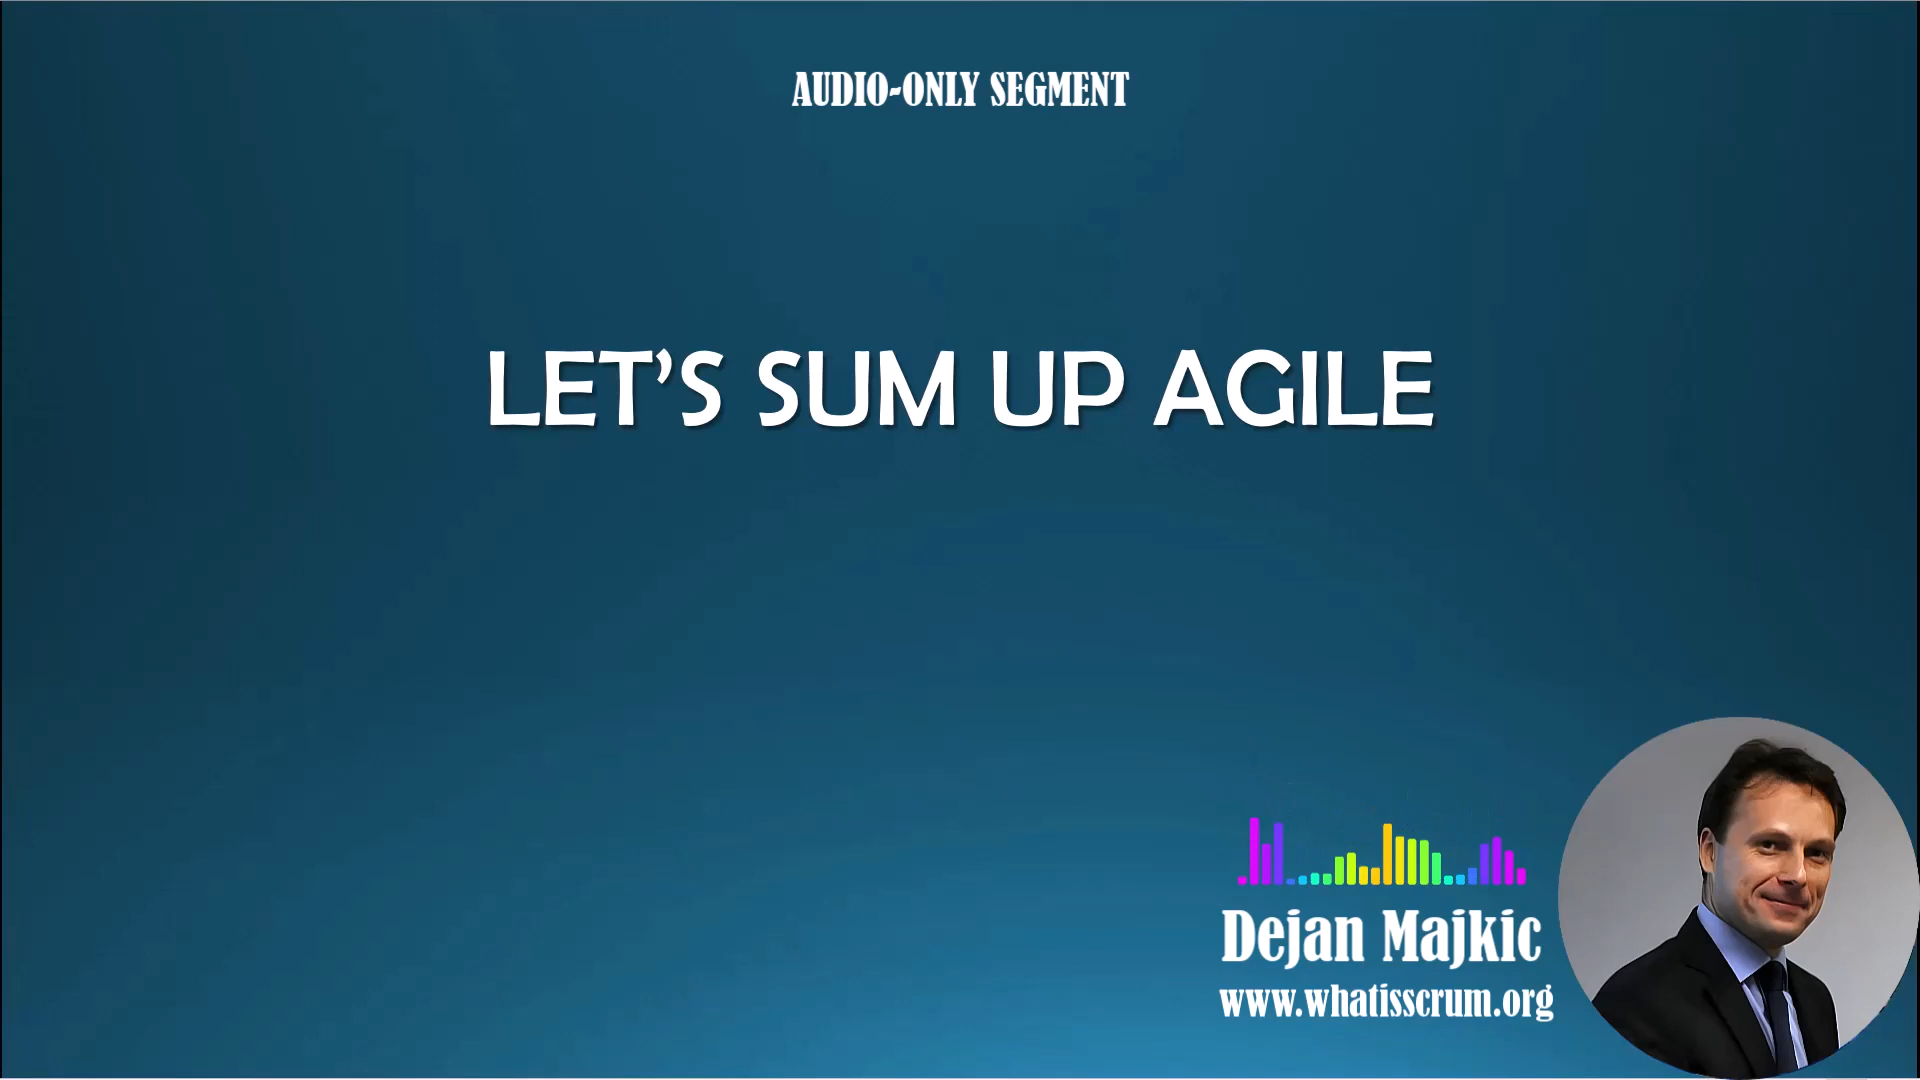 AUDIO-ONLY SEGMENT
LET’S SUM UP AGILE
Dejan Majkic
www.whatisscrum.org